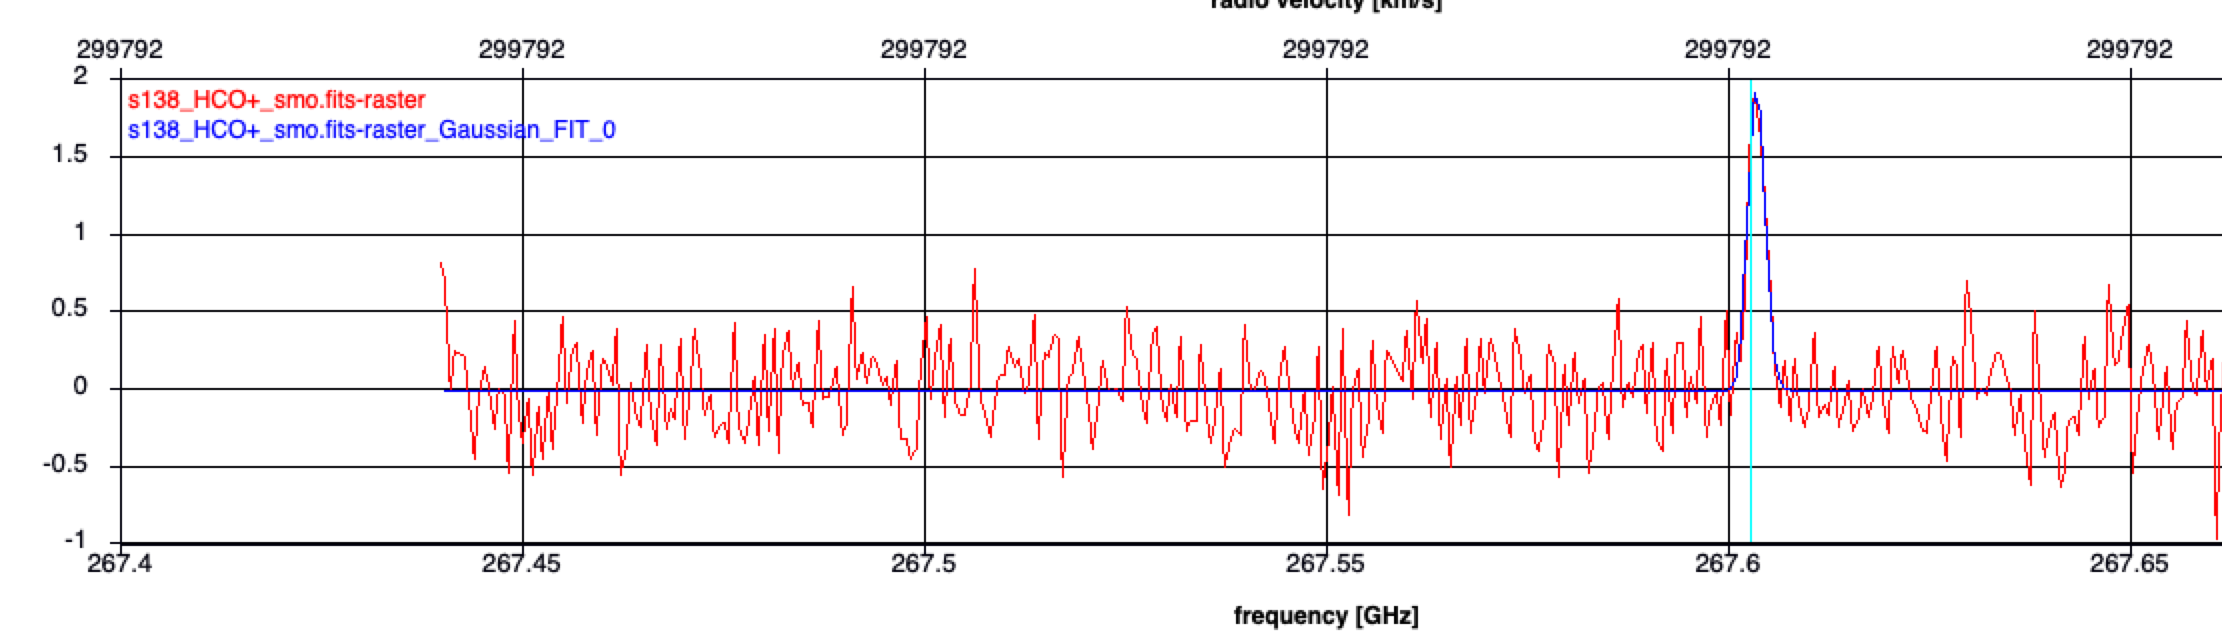 radio velocity [km/s]
299792 299792 299792 299792 299792 299792
2
s138_HCO+_smo.fits-raster
s138_HCO+_smo.fits-raster_Gaussian_FIT_0
1.5
1
0.5
0
-0.5
-1
267.4 267.45 267.5 267.55 267.6 267.65
frequency [GHz]